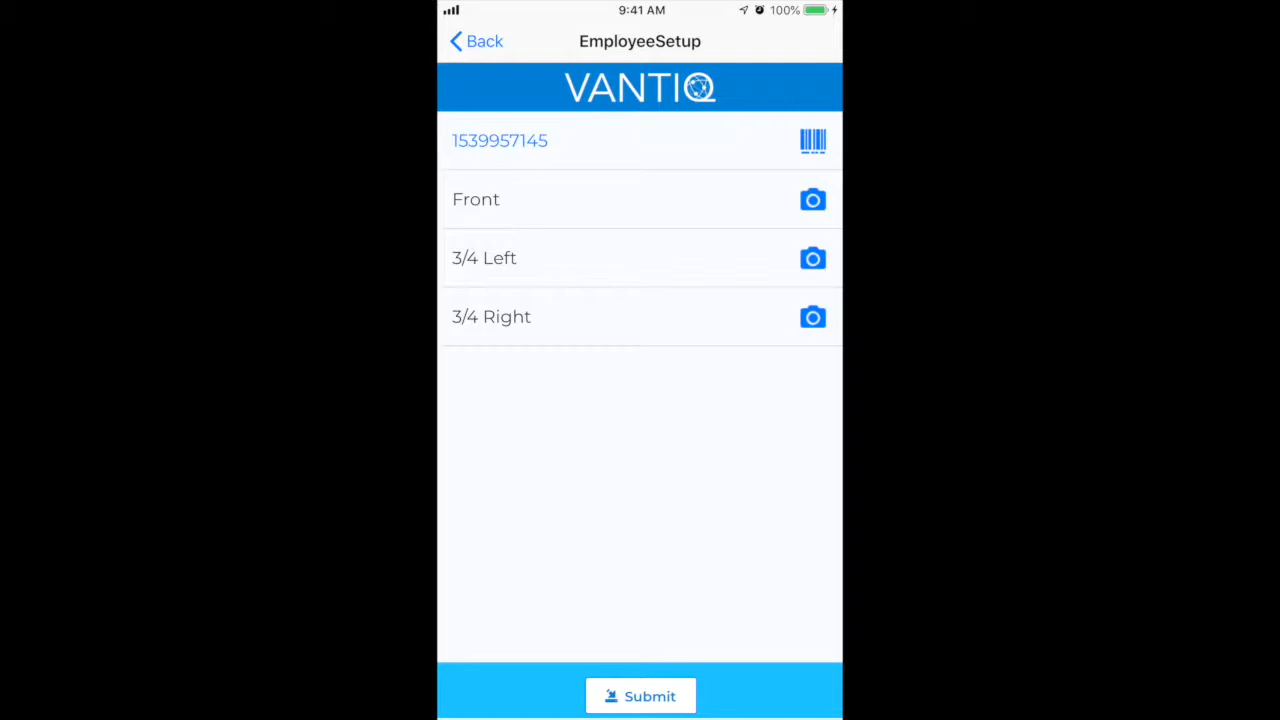 9:41 AM
100%
Back
EmployeeSetup
VANTIQ
1539957145
Front
3/4 Left
3/4 Right
Submit